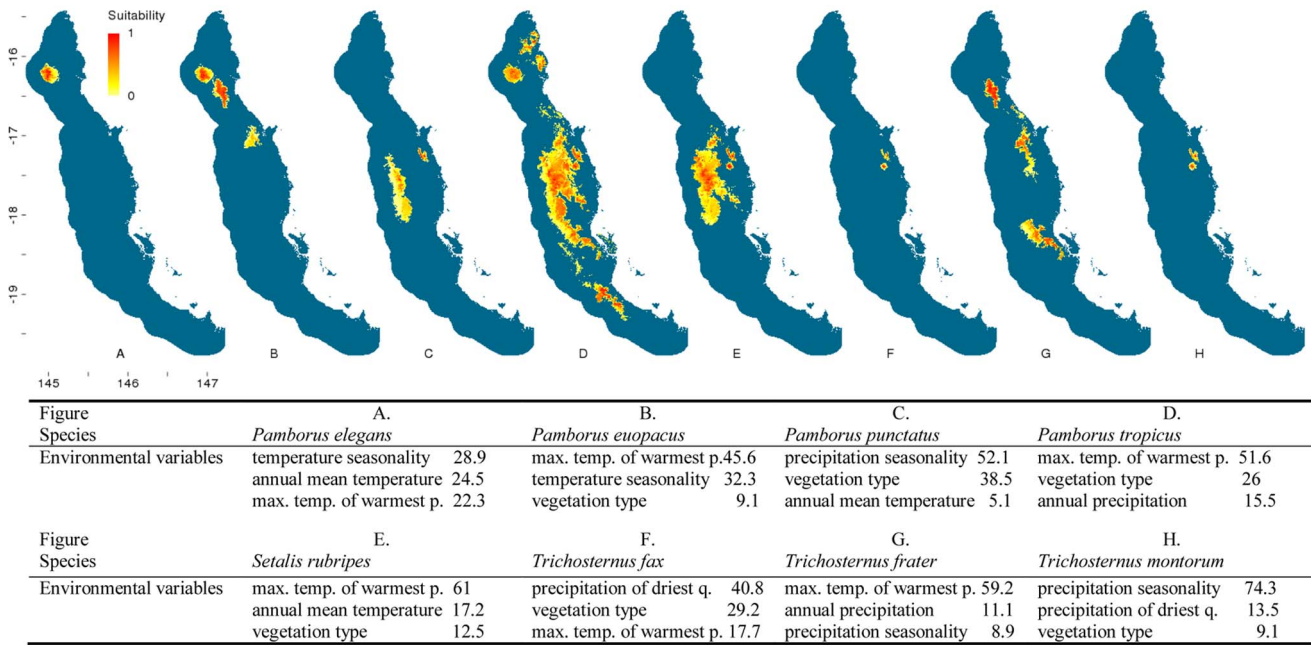 Suitability
1
0
-16
-17
-18
-19
A
B
C
D
E
F
G
H
145
146
147
Figure A. B. C. D.
Species Pamborus elegans Pamborus euopacus Pamborus punctatus Pamborus tropicus
Environmental variables temperature seasonality 28.9 max. temp. of warmest p. 45.6 precipitation seasonality 52.1 max. temp. of warmest p. 51.6
annual mean temperature 24.5 temperature seasonality 32.3 vegetation type 38.5 vegetation type 26
max. temp. of warmest p. 22.3 vegetation type 9.1 annual mean temperature 5.1 annual precipitation 15.5
Figure E. F. G. H.
Species Setalis rubripes Trichosternus fax Trichosternus frater Trichosternus montorum
Environmental variables max. temp. of warmest p. 61 precipitation of driest q. 40.8 max. temp. of warmest p. 59.2 precipitation seasonality 74.3
annual mean temperature 17.2 vegetation type 29.2 annual precipitation 11.1 precipitation of driest q. 13.5
vegetation type 12.5 max. temp. of warmest p. 17.7 precipitation seasonality 8.9 vegetation type 9.1